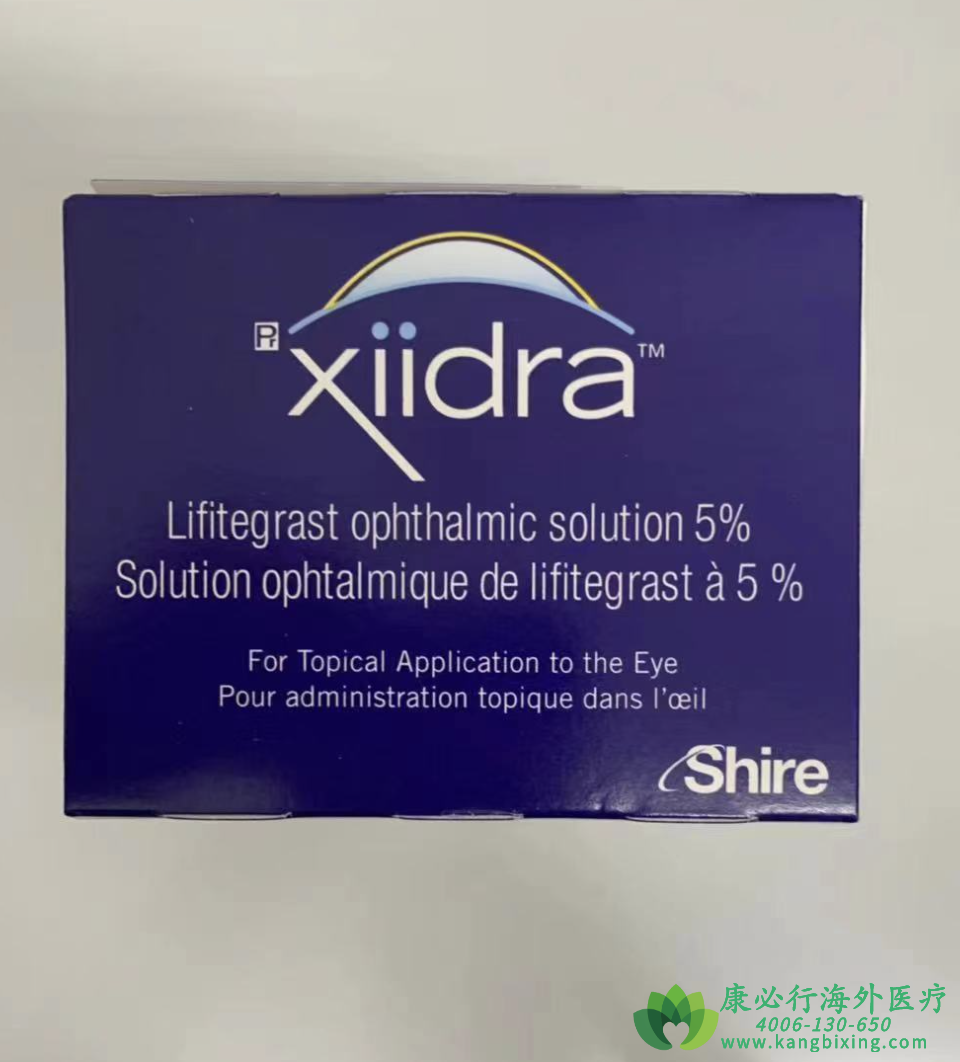 Pr xiidra™
Lifitegrast ophthalmic solution 5%
Solution ophtalmique de lifitegrast à 5 %
For Topical Application to the Eye
Pour administration topique dans l'œil
Shire
康必行海外医疗
4006-130-650
www.kangbixing.com